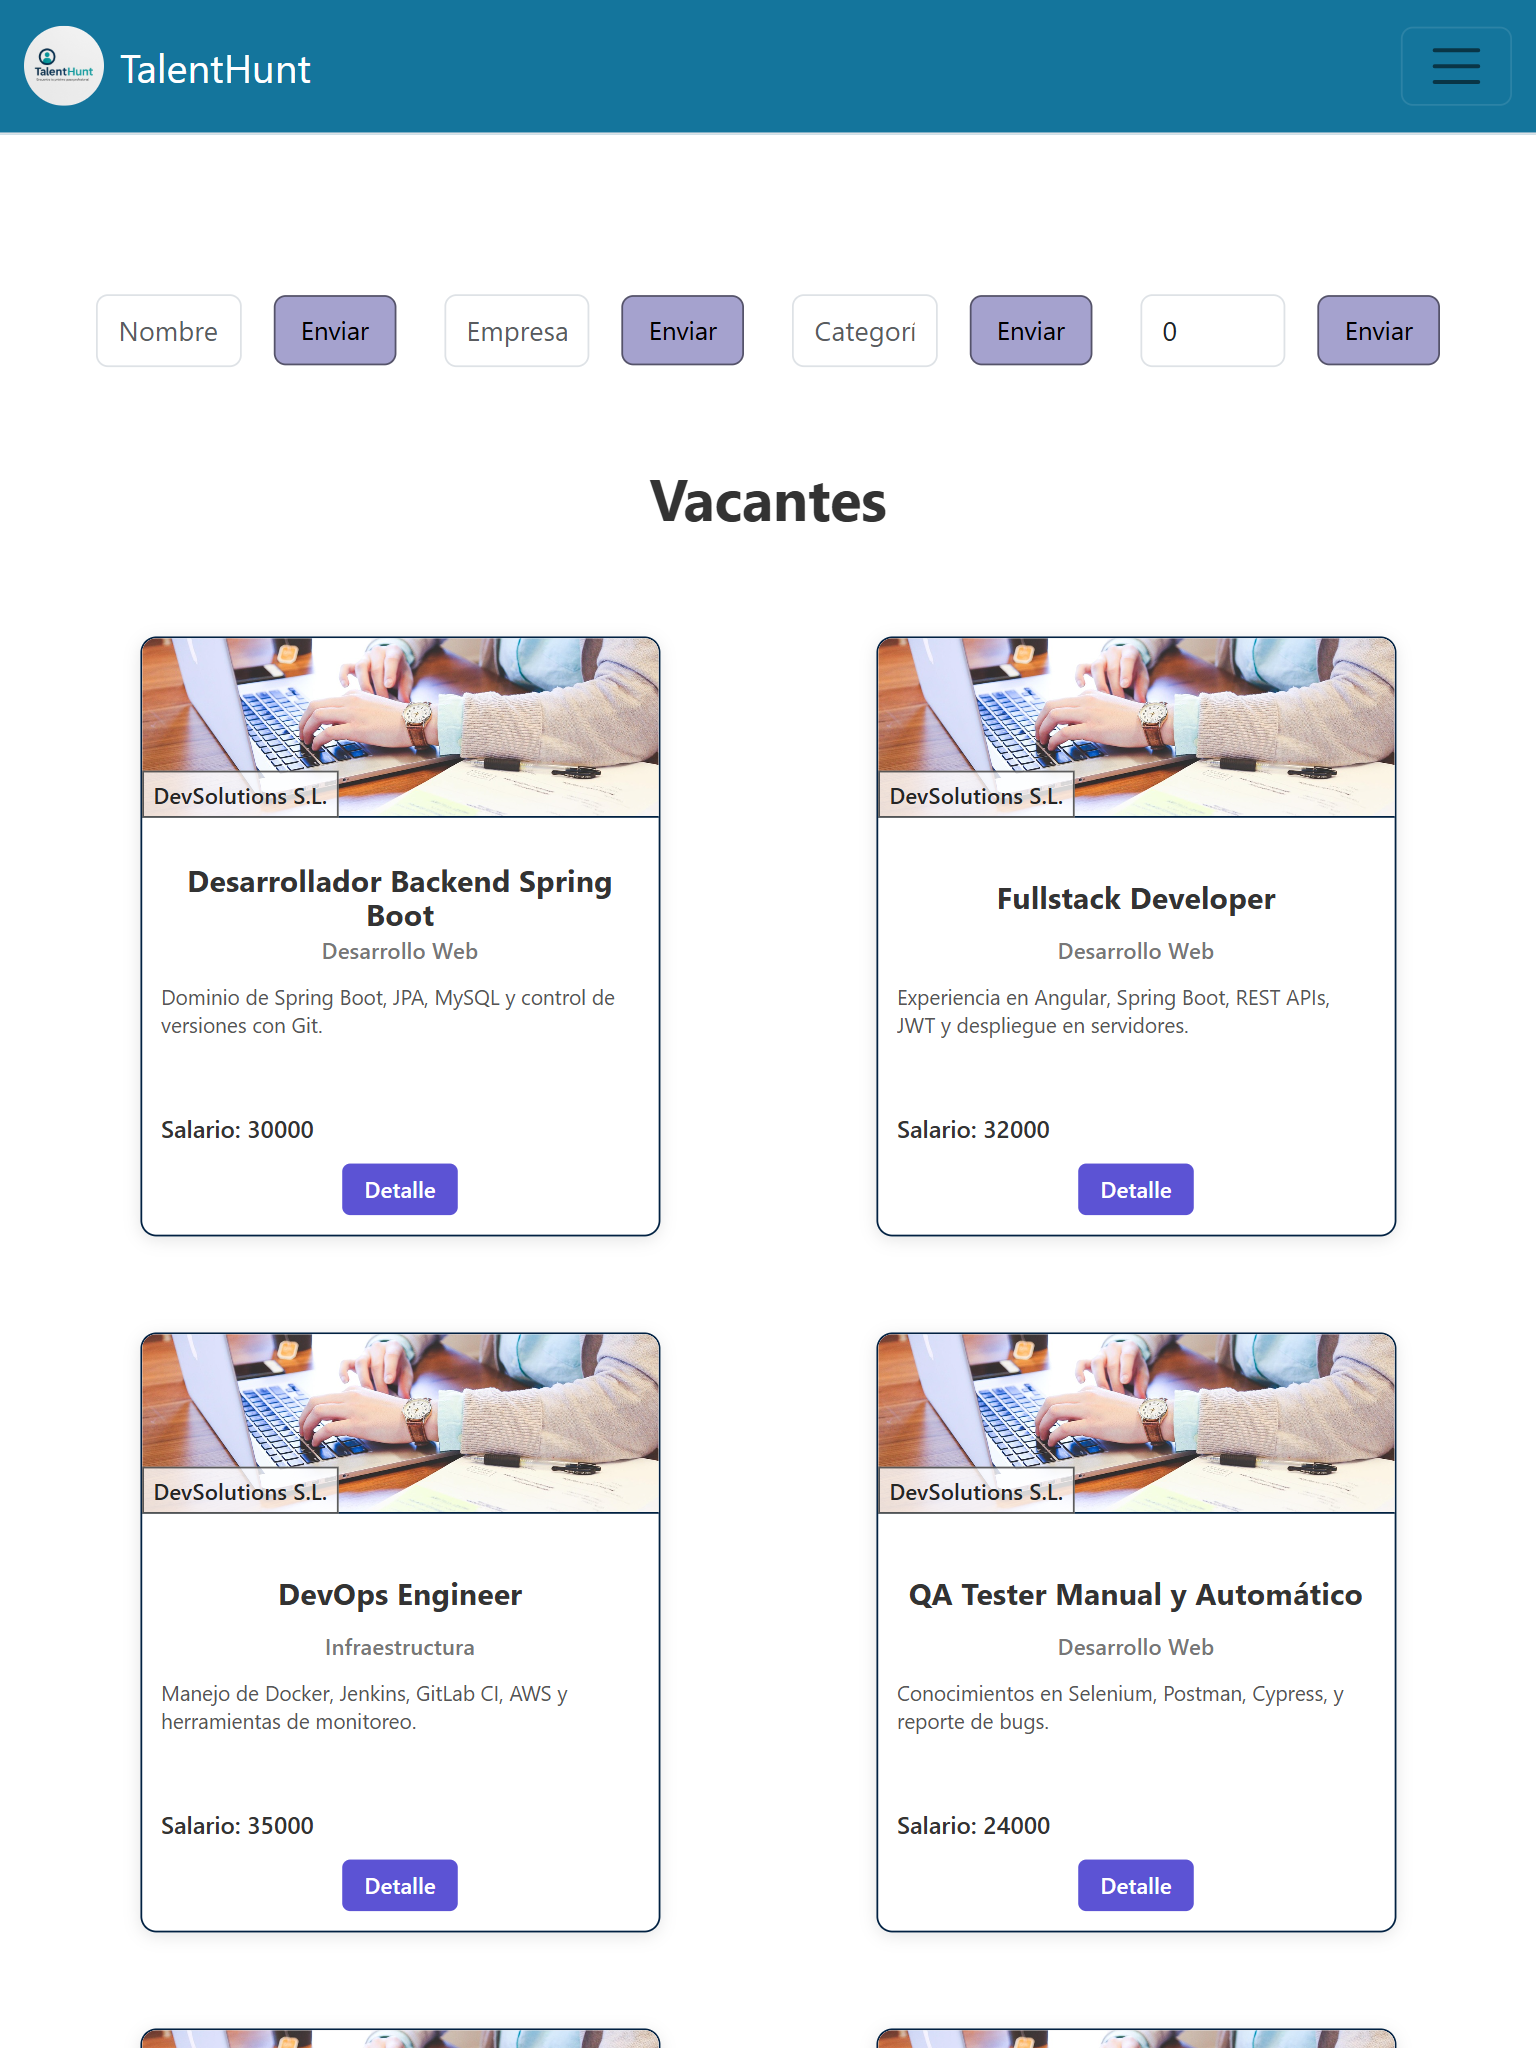 TalentHunt
TalentHunt
Nombre
Enviar
Empresa
Enviar
Categorí
Enviar
0
Enviar
Vacantes
DevSolutions S.L.
Desarrollador Backend Spring
Boot
Desarrollo Web
Dominio de Spring Boot, JPA, MySQL y control de
versiones con Git.
Salario: 30000
Detalle
DevSolutions S.L.
Fullstack Developer
Desarrollo Web
Experiencia en Angular, Spring Boot, REST APIs,
JWT y despliegue en servidores.
Salario: 32000
Detalle
DevSolutions S.L.
DevOps Engineer
Infraestructura
Manejo de Docker, Jenkins, GitLab CI, AWS y
herramientas de monitoreo.
Salario: 35000
Detalle
DevSolutions S.L.
QA Tester Manual y Automático
Desarrollo Web
Conocimientos en Selenium, Postman, Cypress, y
reporte de bugs.
Salario: 24000
Detalle